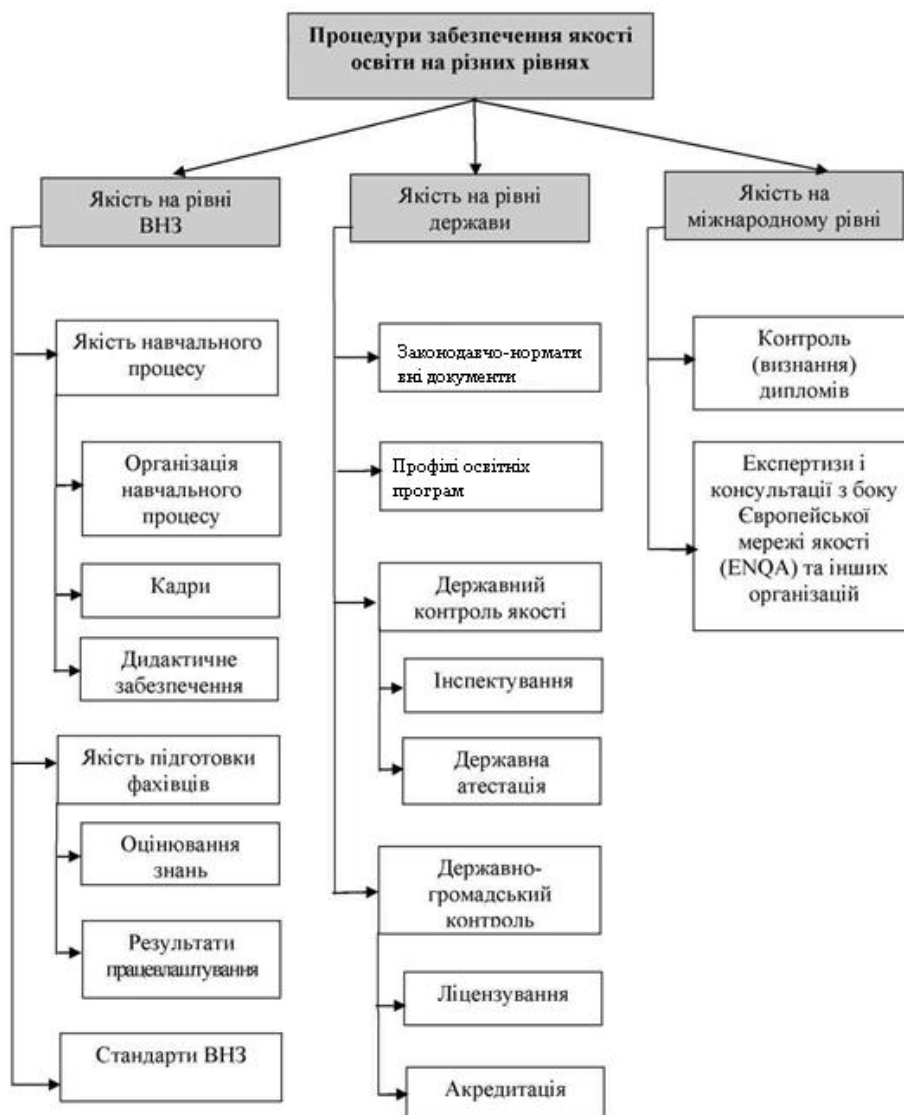 Процедури забезпечення якості
освіти на різних рівнях
Якість на рівні
ВНЗ
Якість навчального
процесу
Організація
навчального
процесу
Кадри
Дидактичне
забезпечення
Якість підготовки
фахівців
Оцінювання
знань
Результати
працевлаштування
Стандарти ВНЗ
Якість на рівні
держави
Законодавчо-нормати
вні документи
Профілі освітніх
програм
Державний
контроль якості
Інспектування
Державна
атестація
Державно-
громадський
контроль
Ліцензування
Акредитація
Якість на
міжнародному рівні
Контроль
(визнання)
дипломів
Експертизи і
консультації з боку
Європейської
мережі якості
(ENQA) та інших
організацій